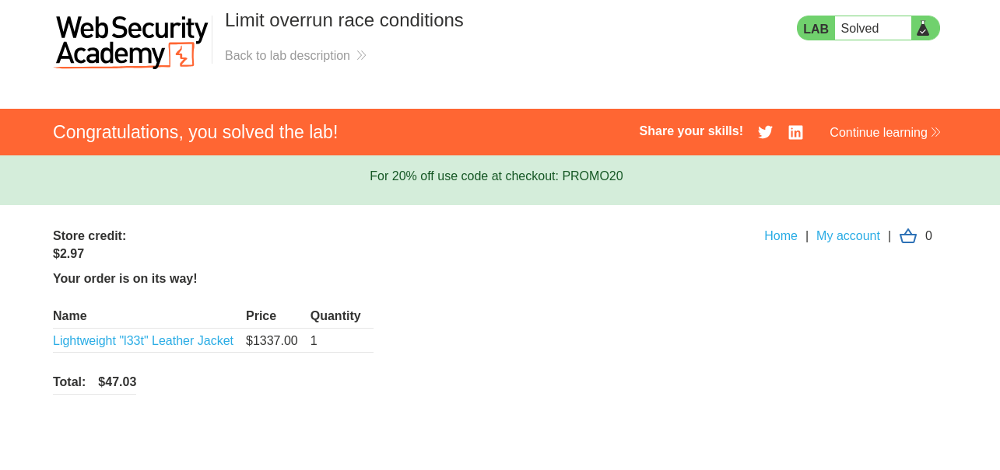 Web Security
Academy
Limit overrun race conditions
Back to lab description
LAB Solved
Congratulations, you solved the lab!
Share your skills!
Continue learning
For 20% off use code at checkout: PROMO20
Store credit:
$2.97
Home | My account | 0
Your order is on its way!
Name Price Quantity
Lightweight "l33t" Leather Jacket $1337.00 1
Total: $47.03